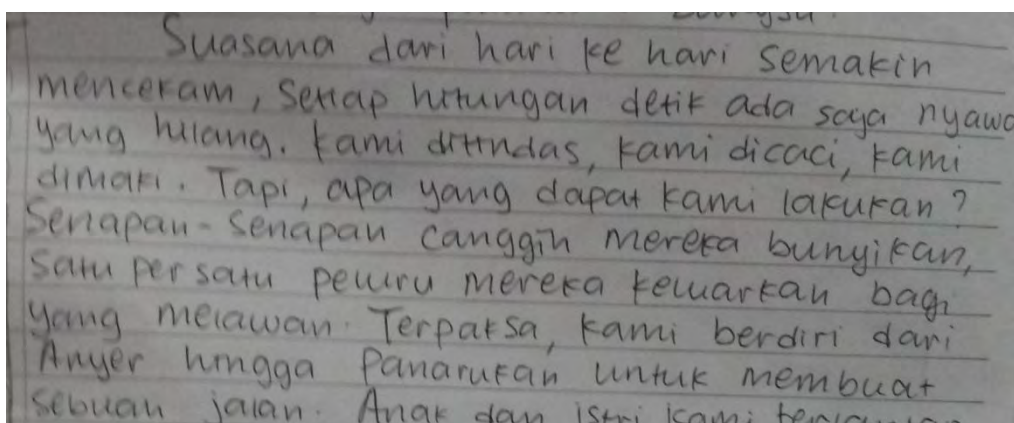 Suasana dari hari ke hari semakin
mencekam, setiap hitungan detik ada saja nyawa
yang hilang. Kami ditindas, kami dicaci, kami
dimaki. Tapi, apa yang dapat kami lakukan?
Senapan-senapan canggih mereka bunyikan,
satu per satu peluru mereka keluarkan bagi
yang melawan. Terpaksa, kami berdiri dari
Anyer hingga Panarukan untuk membuat
sebuah jalan. Anak dan istri kami